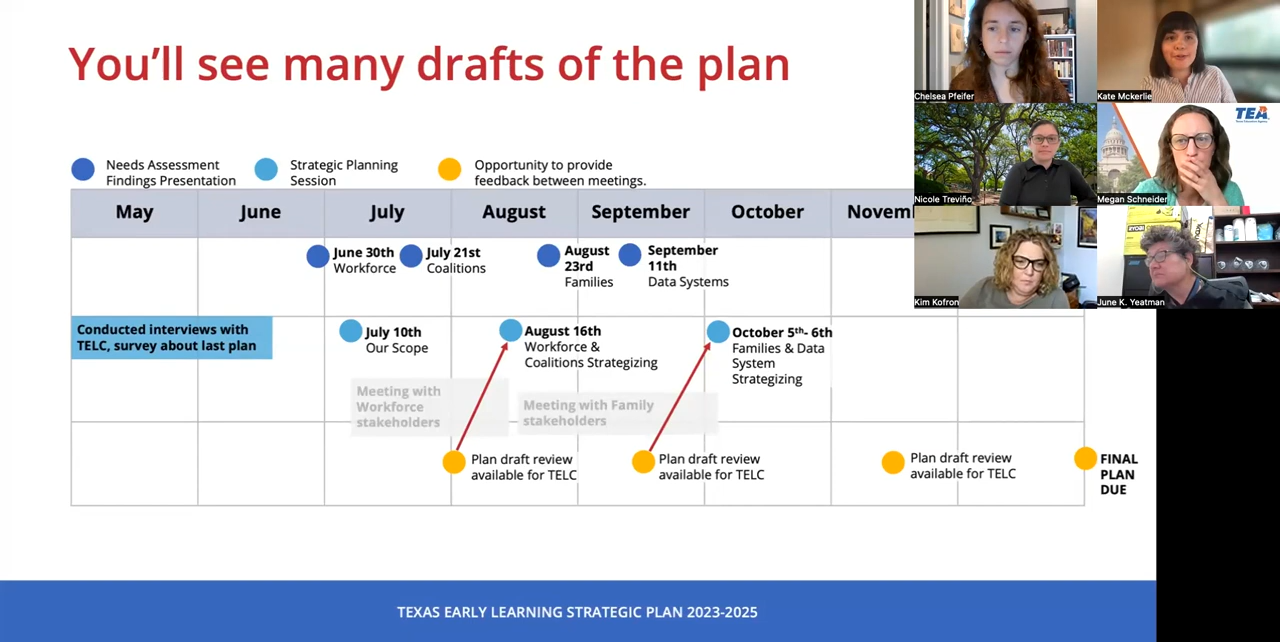 You'll see many drafts of the plan
Needs Assessment
Findings Presentation
Strategic Planning
Session
Opportunity to provide
feedback between meetings.
May
June
July
August
September
October
Novem
June 30th
Workforce
July 21st
Coalitions
August
23rd
Families
September
11th
Data Systems
Conducted interviews with
TELC, survey about last plan
July 10th
Our Scope
August 16th
Workforce &
Coalitions Strategizing
October 5th- 6th
Families & Data
System
Strategizing
Meeting with
Workforce
stakeholders
Meeting with Family
stakeholders
Plan draft review
available for TELC
Plan draft review
available for TELC
Plan draft review
available for TELC
FINAL
PLAN
DUE
TEXAS EARLY LEARNING STRATEGIC PLAN 2023-2025
Chelsea Pfeifer
Kate Mckerlie
Nicole Treviño
TEA
Texas Education Agency
Megan Schneider
Kim Kofron
RYOBI
June K. Yeatman